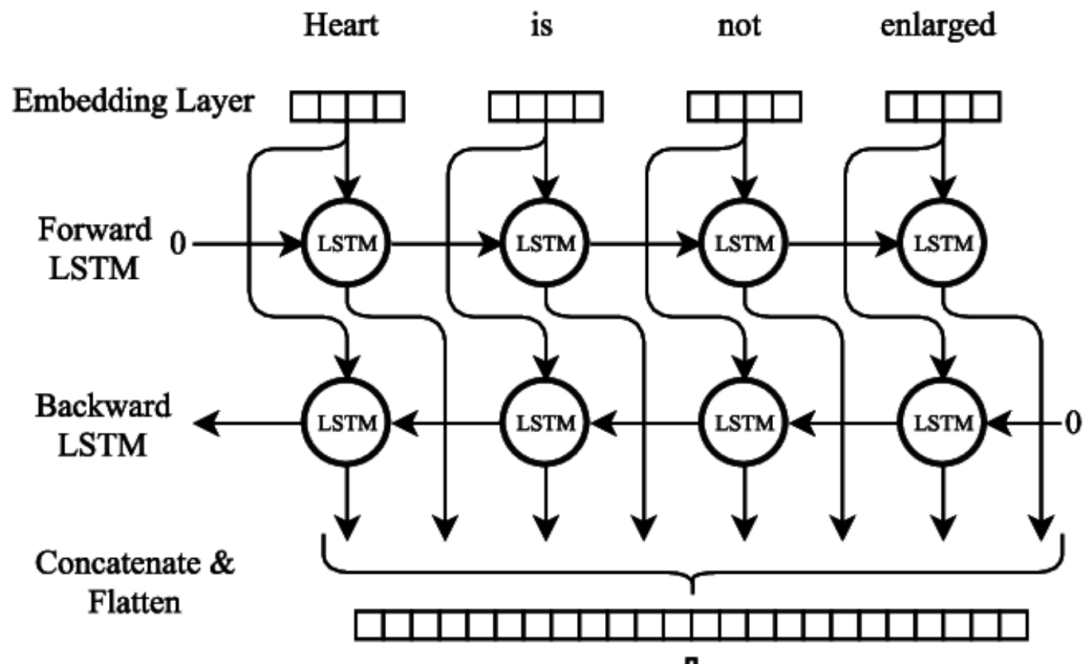 Heart is not enlarged
Embedding Layer
Forward
LSTM
0
LSTM LSTM LSTM LSTM
Backward
LSTM
LSTM LSTM LSTM LSTM
0
Concatenate &
Flatten